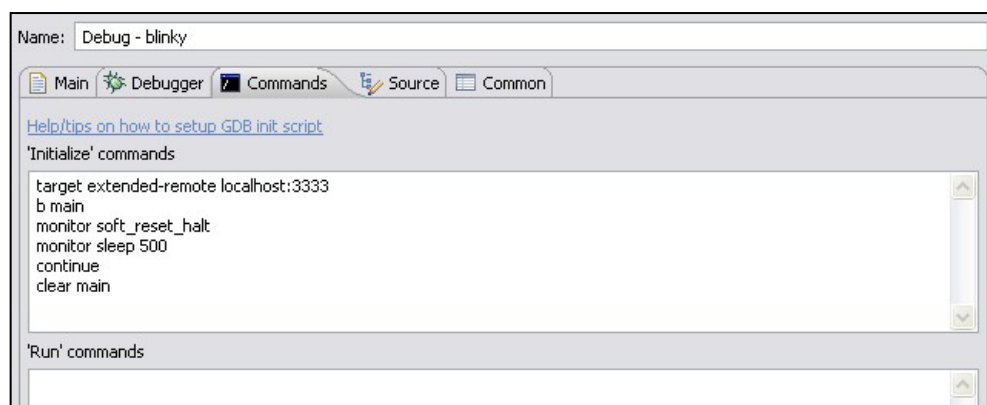 Name: Debug - blinky
Main Debugger Commands Source Common
Help/tips on how to setup GDB init script
'Initialize' commands
target extended-remote localhost:3333
b main
monitor soft_reset_halt
monitor sleep 500
continue
clear main
'Run' commands